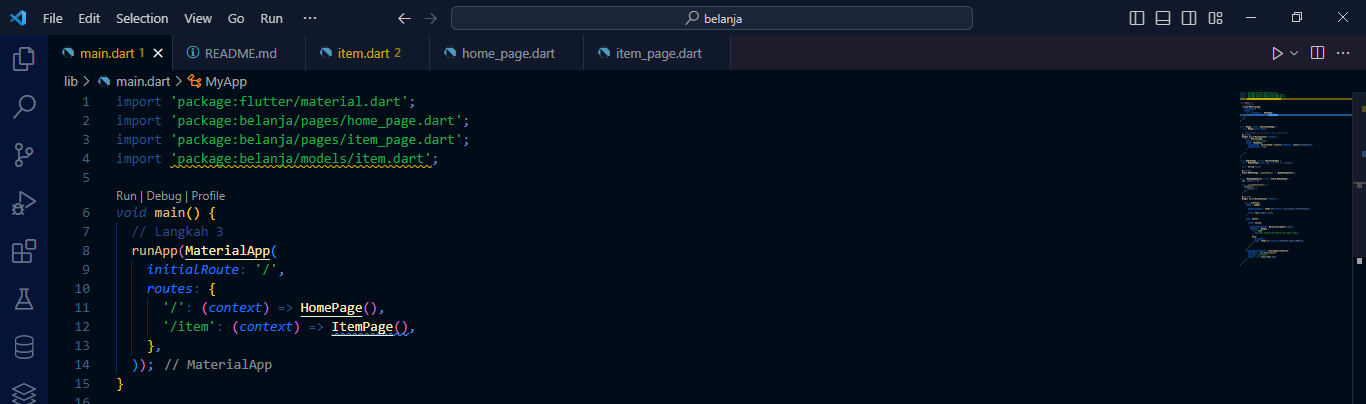 File Edit Selection View Go Run ··· belanja
main.dart 1 README.md item.dart 2 home_page.dart item_page.dart
lib > main.dart > MyApp
1 import 'package:flutter/material.dart';
2 import 'package:belanja/pages/home_page.dart';
3 import 'package:belanja/pages/item_page.dart';
4 import 'package:belanja/models/item.dart';
5
Run | Debug | Profile
6 void main() {
7 // Langkah 3
8 runApp(MaterialApp(
9 initialRoute: '/',
10 routes: {
11 '/': (context) => HomePage(),
12 '/item': (context) => ItemPage(),
13 },
14 )); // MaterialApp
15 }
16